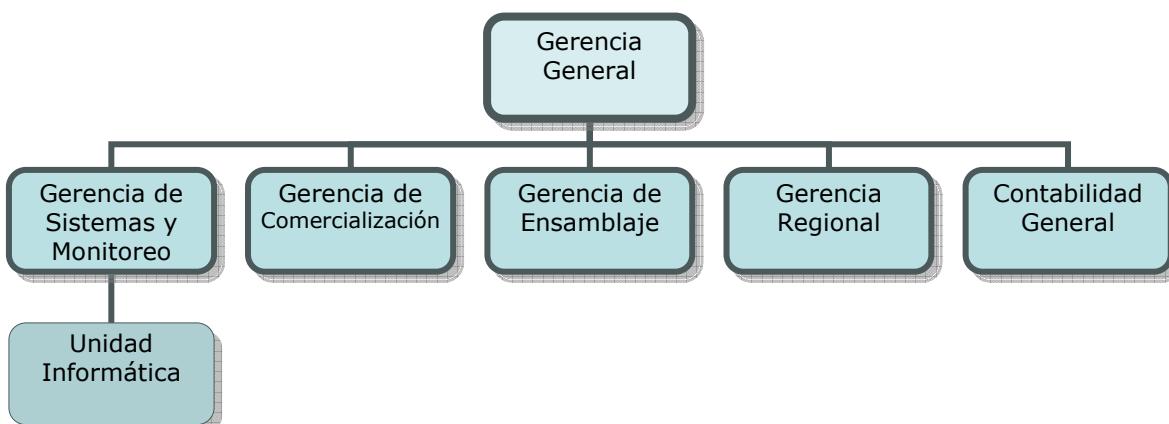 Gerencia
General
Gerencia de
Sistemas y
Monitoreo
Gerencia de
Comercialización
Gerencia de
Ensamblaje
Gerencia
Regional
Contabilidad
General
Unidad
Informática